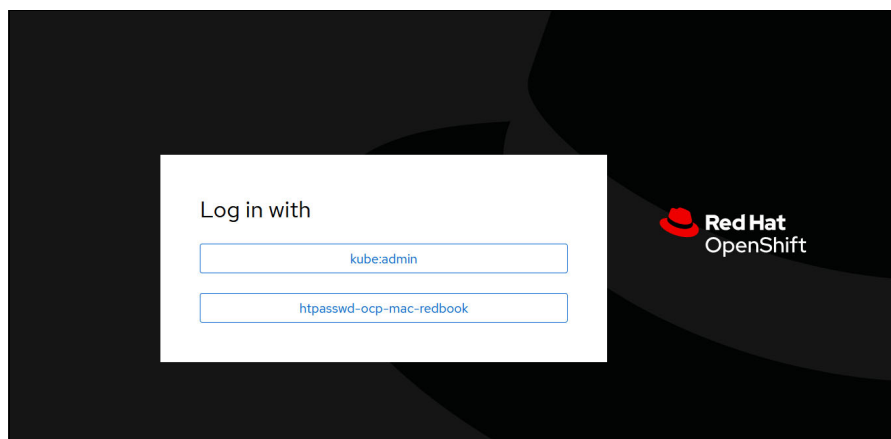 Log in with
kube:admin
htpasswd-ocp-mac-redbook
Red Hat
OpenShift